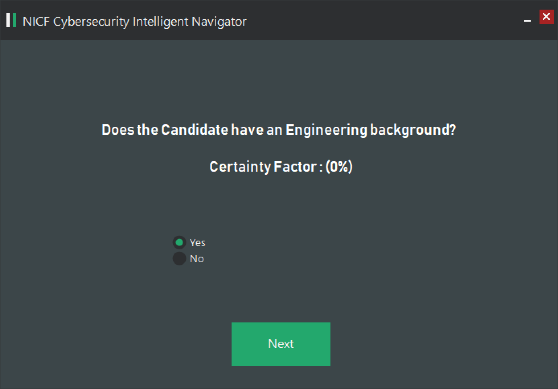 NICF Cybersecurity Intelligent Navigator
Does the Candidate have an Engineering background?
Certainty Factor : (0%)
Yes
No
Next